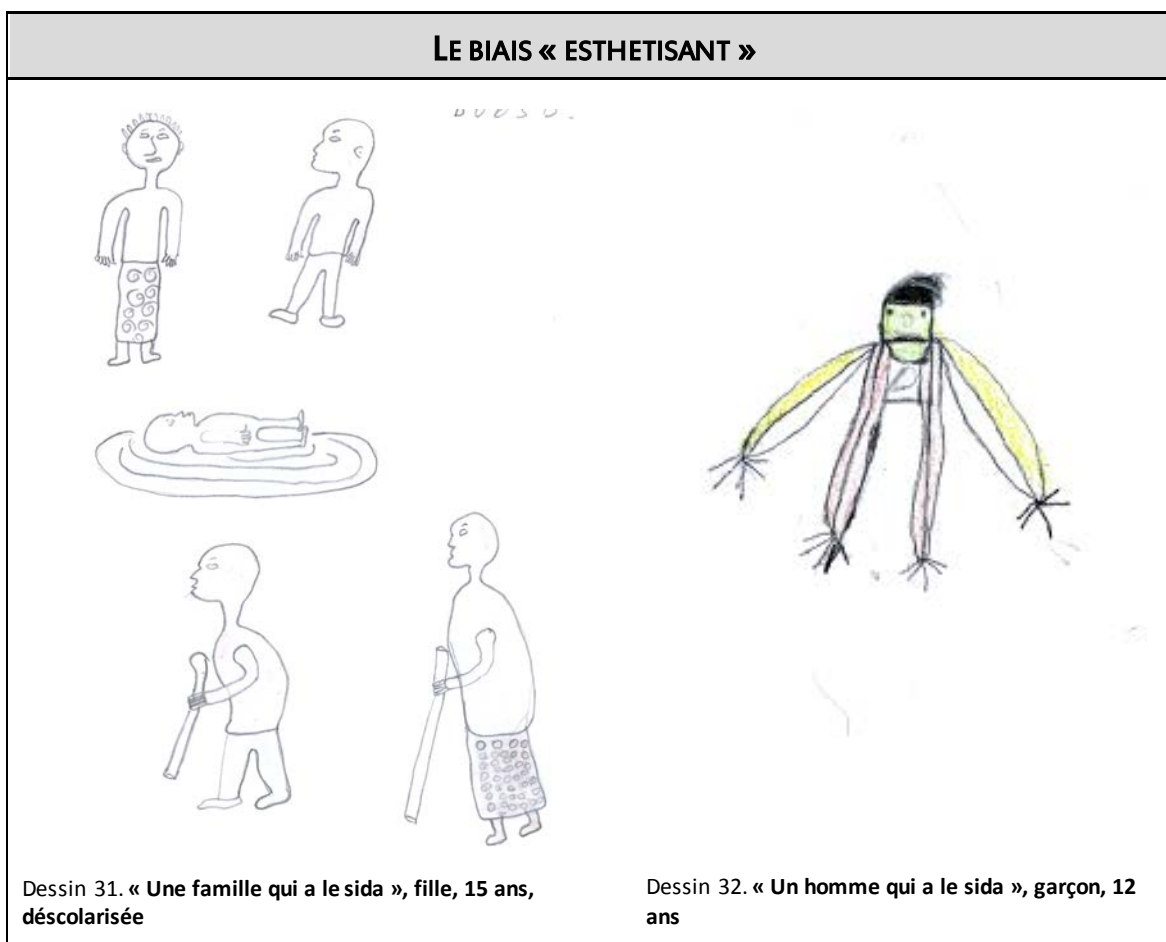 LE BIAIS « ESTHETISANT »
Dessin 31. « Une famille qui a le sida », fille, 15 ans,
déscolarisée
Dessin 32. « Un homme qui a le sida », garçon, 12
ans